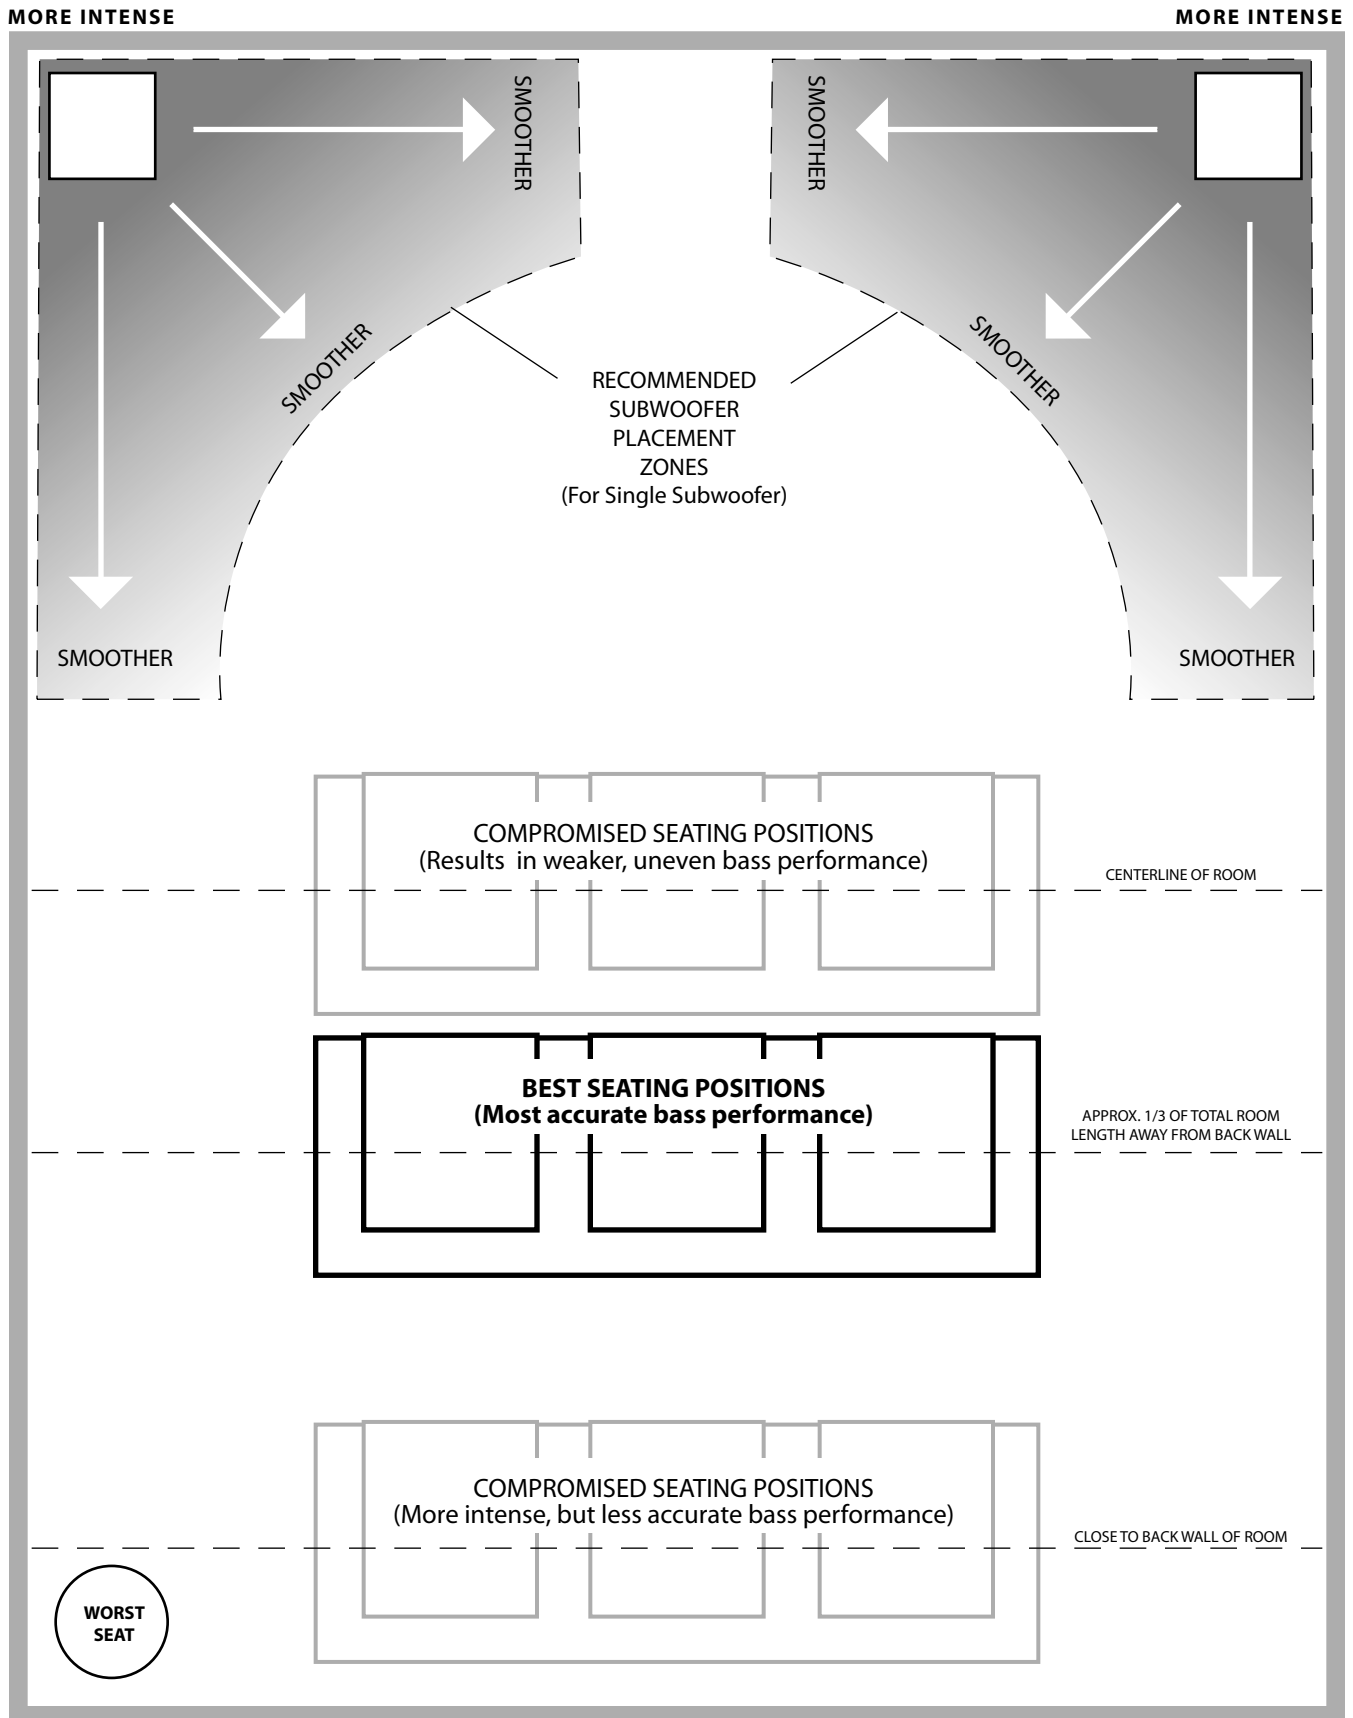 MORE INTENSE
MORE INTENSE
SMOOTHER
SMOOTHER
SMOOTHER
SMOOTHER
RECOMMENDED
SUBWOOFER
PLACEMENT
ZONES
(For Single Subwoofer)
SMOOTHER
SMOOTHER
COMPROMISED SEATING POSITIONS
(Results in weaker, uneven bass performance)
CENTERLINE OF ROOM
BEST SEATING POSITIONS
(Most accurate bass performance)
APPROX. 1/3 OF TOTAL ROOM
LENGTH AWAY FROM BACK WALL
COMPROMISED SEATING POSITIONS
(More intense, but less accurate bass performance)
CLOSE TO BACK WALL OF ROOM
WORST
SEAT